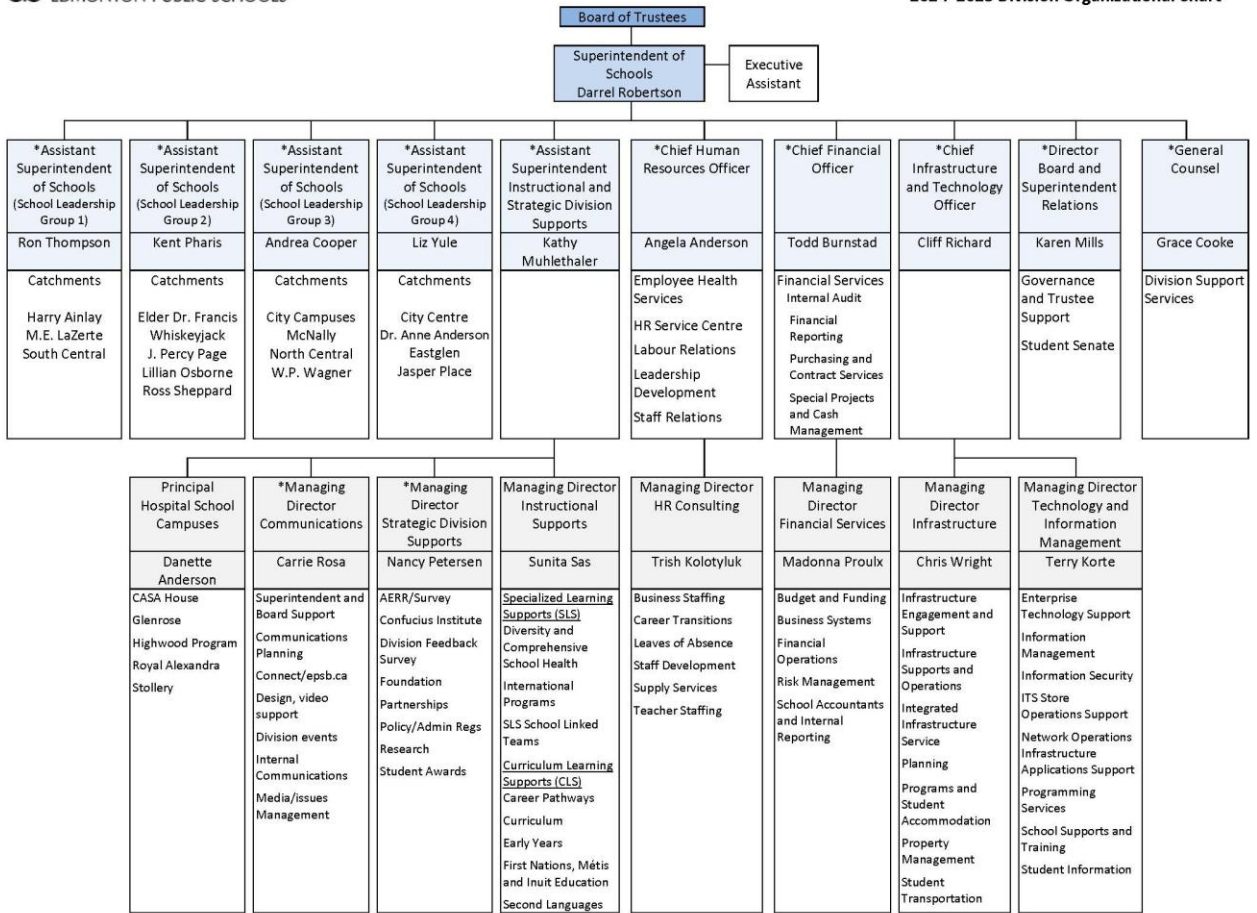 EDMONTON PUBLIC SCHOOLS
2024-2025 Division Organizational Chart
Board of Trustees
Superintendent of
Schools
Darrel Robertson
Executive
Assistant
*Assistant
Superintendent
of Schools
(School Leadership
Group 1)
Ron Thompson
Catchments
Harry Ainlay
M.E. LaZerte
South Central
*Assistant
Superintendent
of Schools
(School Leadership
Group 2)
Kent Pharis
Catchments
Elder Dr. Francis
Whiskeyjack
J. Percy Page
Lillian Osborne
Ross Sheppard
*Assistant
Superintendent
of Schools
(School Leadership
Group 3)
Andrea Cooper
Catchments
City Campuses
McNally
North Central
W.P. Wagner
*Assistant
Superintendent
of Schools
(School Leadership
Group 4)
Liz Yule
Catchments
City Centre
Dr. Anne Anderson
Eastglen
Jasper Place
*Assistant
Superintendent
Instructional and
Strategic Division
Supports
Kathy
Muhlethaler
*Chief Human
Resources Officer
Angela Anderson
Employee Health
Services
HR Service Centre
Labour Relations
Leadership
Development
Staff Relations
*Chief Financial
Officer
Todd Burnstad
Financial Services
Internal Audit
Financial
Reporting
Purchasing and
Contract Services
Special Projects
and Cash
Management
*Chief
Infrastructure
and Technology
Officer
Cliff Richard
*Director
Board and
Superintendent
Relations
Karen Mills
Governance
and Trustee
Support
Student Senate
*General
Counsel
Grace Cooke
Division Support
Services
Principal
Hospital School
Campuses
Danette
Anderson
CASA House
Glenrose
Highwood Program
Royal Alexandra
Stollery
*Managing
Director
Communications
Carrie Rosa
Superintendent and
Board Support
Communications
Planning
Connect/epsb.ca
Design, video
support
Division events
Internal
Communications
Media/issues
Management
*Managing
Director
Strategic Division
Supports
Nancy Petersen
AERR/Survey
Confucius Institute
Division Feedback
Survey
Foundation
Partnerships
Policy/Admin Regs
Research
Student Awards
Managing Director
Instructional
Supports
Sunita Sas
Specialized Learning
Supports (SLS)
Diversity and
Comprehensive
School Health
International
Programs
SLS School Linked
Teams
Curriculum Learning
Supports (CLS)
Career Pathways
Curriculum
Early Years
First Nations, Métis
and Inuit Education
Second Languages
Managing Director
HR Consulting
Trish Kolotyluk
Business Staffing
Career Transitions
Leaves of Absence
Staff Development
Supply Services
Teacher Staffing
Managing
Director
Financial Services
Madonna Proulx
Budget and Funding
Business Systems
Financial
Operations
Risk Management
School Accountants
and Internal
Reporting
Managing
Director
Infrastructure
Chris Wright
Infrastructure
Engagement and
Support
Infrastructure
Supports and
Operations
Integrated
Infrastructure
Service
Planning
Programs and
Student
Accommodation
Property
Management
Student
Transportation
Managing Director
Technology and
Information
Management
Terry Korte
Enterprise
Technology Support
Information
Management
Information Security
ITS Store
Operations Support
Network Operations
Infrastructure
Applications Support
Programming
Services
School Supports and
Training
Student Information